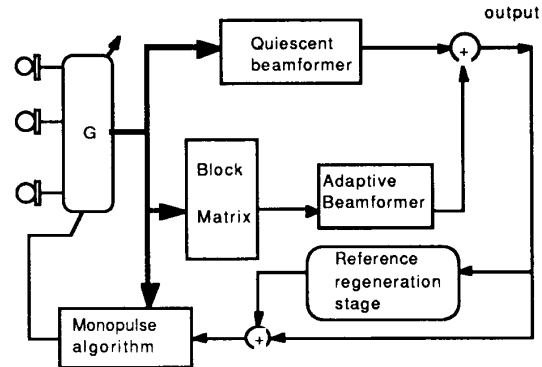 output
Quiescent
beamformer
+
G
Block
Matrix
Adaptive
Beamformer
Reference
regeneration
stage
Monopulse
algorithm
+